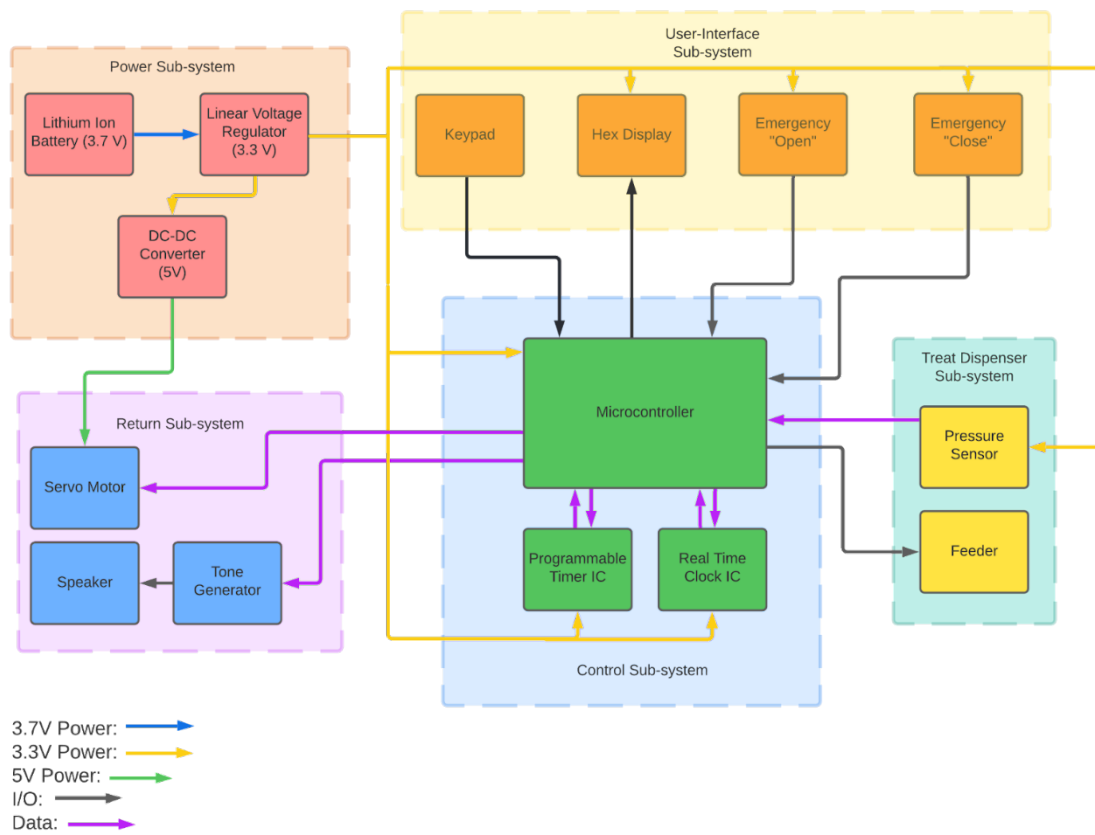 User-Interface
Sub-system
Power Sub-system
Lithium Ion
Battery (3.7 V)
Linear Voltage
Regulator
(3.3 V)
Keypad
Hex Display
Emergency
"Open"
Emergency
"Close"
DC-DC
Converter
(5V)
Treat Dispenser
Sub-system
Return Sub-system
Microcontroller
Pressure
Sensor
Servo Motor
Speaker
Tone
Generator
Programmable
Timer IC
Real Time
Clock IC
Feeder
Control Sub-system
3.7V Power:
3.3V Power:
5V Power:
I/O:
Data: